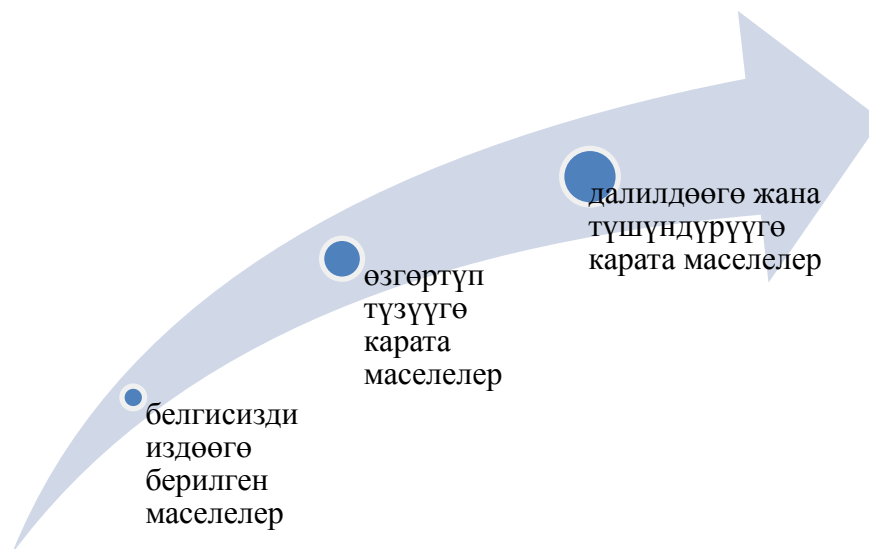 белгисизди
издөөгө
берилген
маселелер
өзгөртүп
түзүүгө
карата
маселелер
далилдөөгө жана
түшүндүрүүгө
карата маселелер